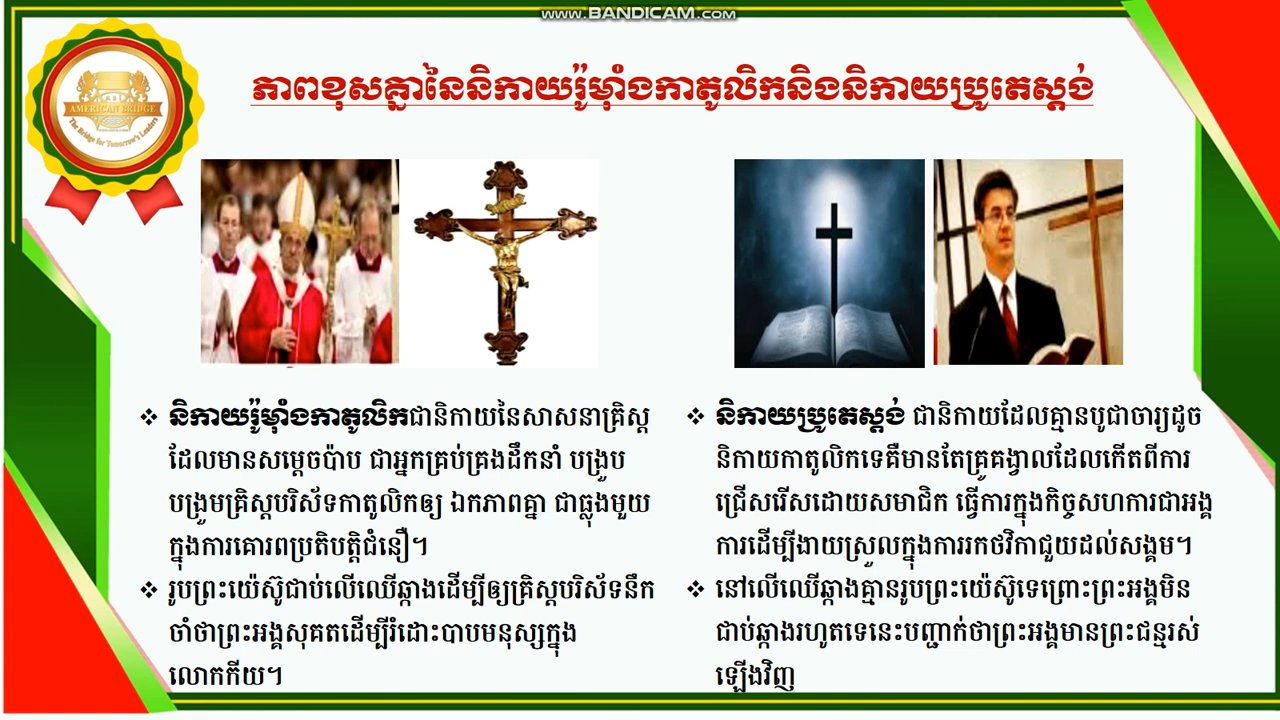 www.BANDICAM.com
ភាពខុសគ្នានៃនិកាយរ៉ូម៉ាំងកាតូលិកនិងនិកាយប្រូតេស្តង់
AMERICAN BRIDGE
The Bridge for Tomorrow's Leaders
❖ និកាយរ៉ូម៉ាំងកាតូលិកជានិកាយនៃសាសនាគ្រិស្ត
ដែលមានសម្តេចប៉ាប ជាអ្នកគ្រប់គ្រងដឹកនាំ បង្រួប
បង្រួមគ្រិស្តបរិស័ទកាតូលិកឲ្យ ឯកភាពគ្នា ជាធ្លុងមួយ
ក្នុងការគោរពប្រតិបត្តិជំនឿ។
❖ រូបព្រះយ៉េស៊ូជាប់លើឈើឆ្កាងដើម្បីឲ្យគ្រិស្តបរិស័ទនឹក
ចាំថាព្រះអង្គសុគតដើម្បីរំដោះបាបមនុស្សក្នុង
លោកកីយ។
❖ និកាយប្រូតេស្តង់ ជានិកាយដែលគ្មានបូជាចារ្យដូច
និកាយកាតូលិកទេគឺមានតែគ្រូគង្វាលដែលកើតពីការ
ជ្រើសរើសដោយសមាជិក ធ្វើការក្នុងកិច្ចសហការជាអង្គ
ការដើម្បីងាយស្រួលក្នុងការរកថវិកាជួយដល់សង្គម។
❖ នៅលើឈើឆ្កាងគ្មានរូបព្រះយ៉េស៊ូទេព្រោះព្រះអង្គមិន
ជាប់ឆ្កាងរហូតទេនេះបញ្ជាក់ថាព្រះអង្គមានព្រះជន្មរស់
ឡើងវិញ